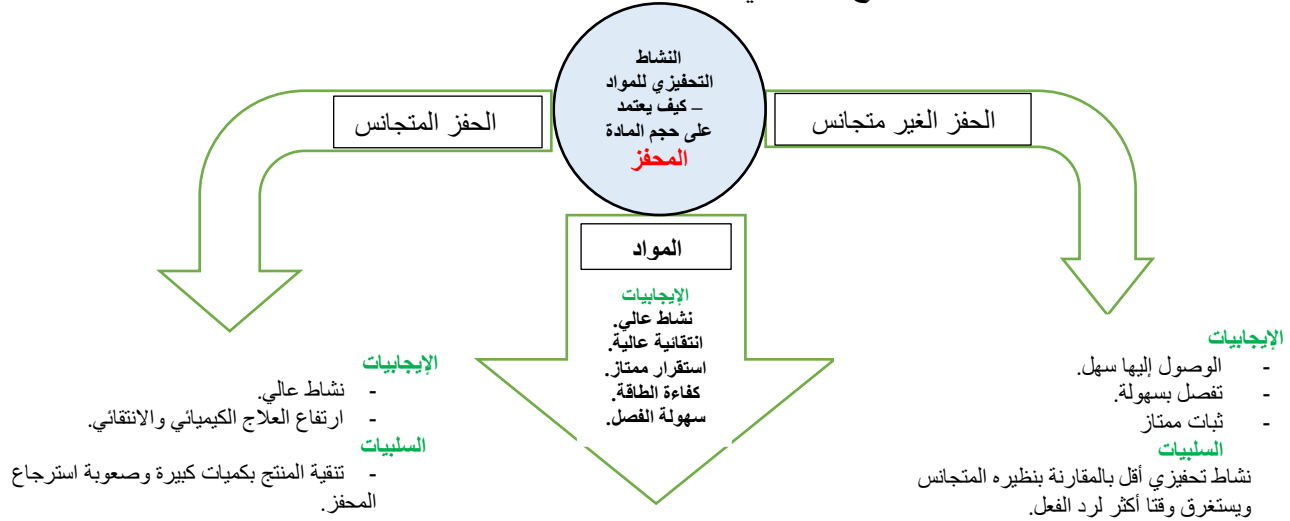 النشاط
التحفيزي للمواد
– كيف يعتمد
على حجم المادة
المحفز
الحفز الغير متجانس
الحفز المتجانس
المواد
الإيجابيات
نشاط عالي.
انتقائية عالية.
استقرار ممتاز.
كفاءة الطاقة.
سهولة الفصل.
الإيجابيات
- الوصول إليها سهل.
- تفصل بسهولة.
- ثبات ممتاز
السلبيات
نشاط تحفيزي أقل بالمقارنة بنظيره المتجانس
ويستغرق وقتا أكثر لرد الفعل.
الإيجابيات
- نشاط عالي.
- ارتفاع العلاج الكيميائي والانتقائي.
السلبيات
- تنقية المنتج بكميات كبيرة وصعوبة استرجاع
المحفز.